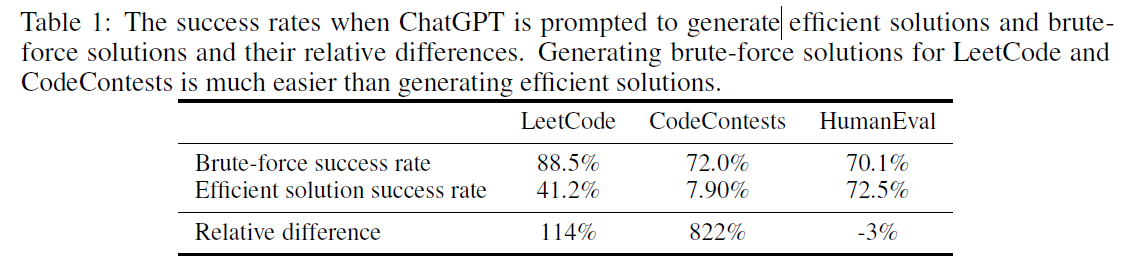 Table 1: The success rates when ChatGPT is prompted to generate efficient solutions and brute-
force solutions and their relative differences. Generating brute-force solutions for LeetCode and
CodeContests is much easier than generating efficient solutions.
LeetCode CodeContests HumanEval
Brute-force success rate 88.5% 72.0% 70.1%
Efficient solution success rate 41.2% 7.90% 72.5%
Relative difference 114% 822% -3%